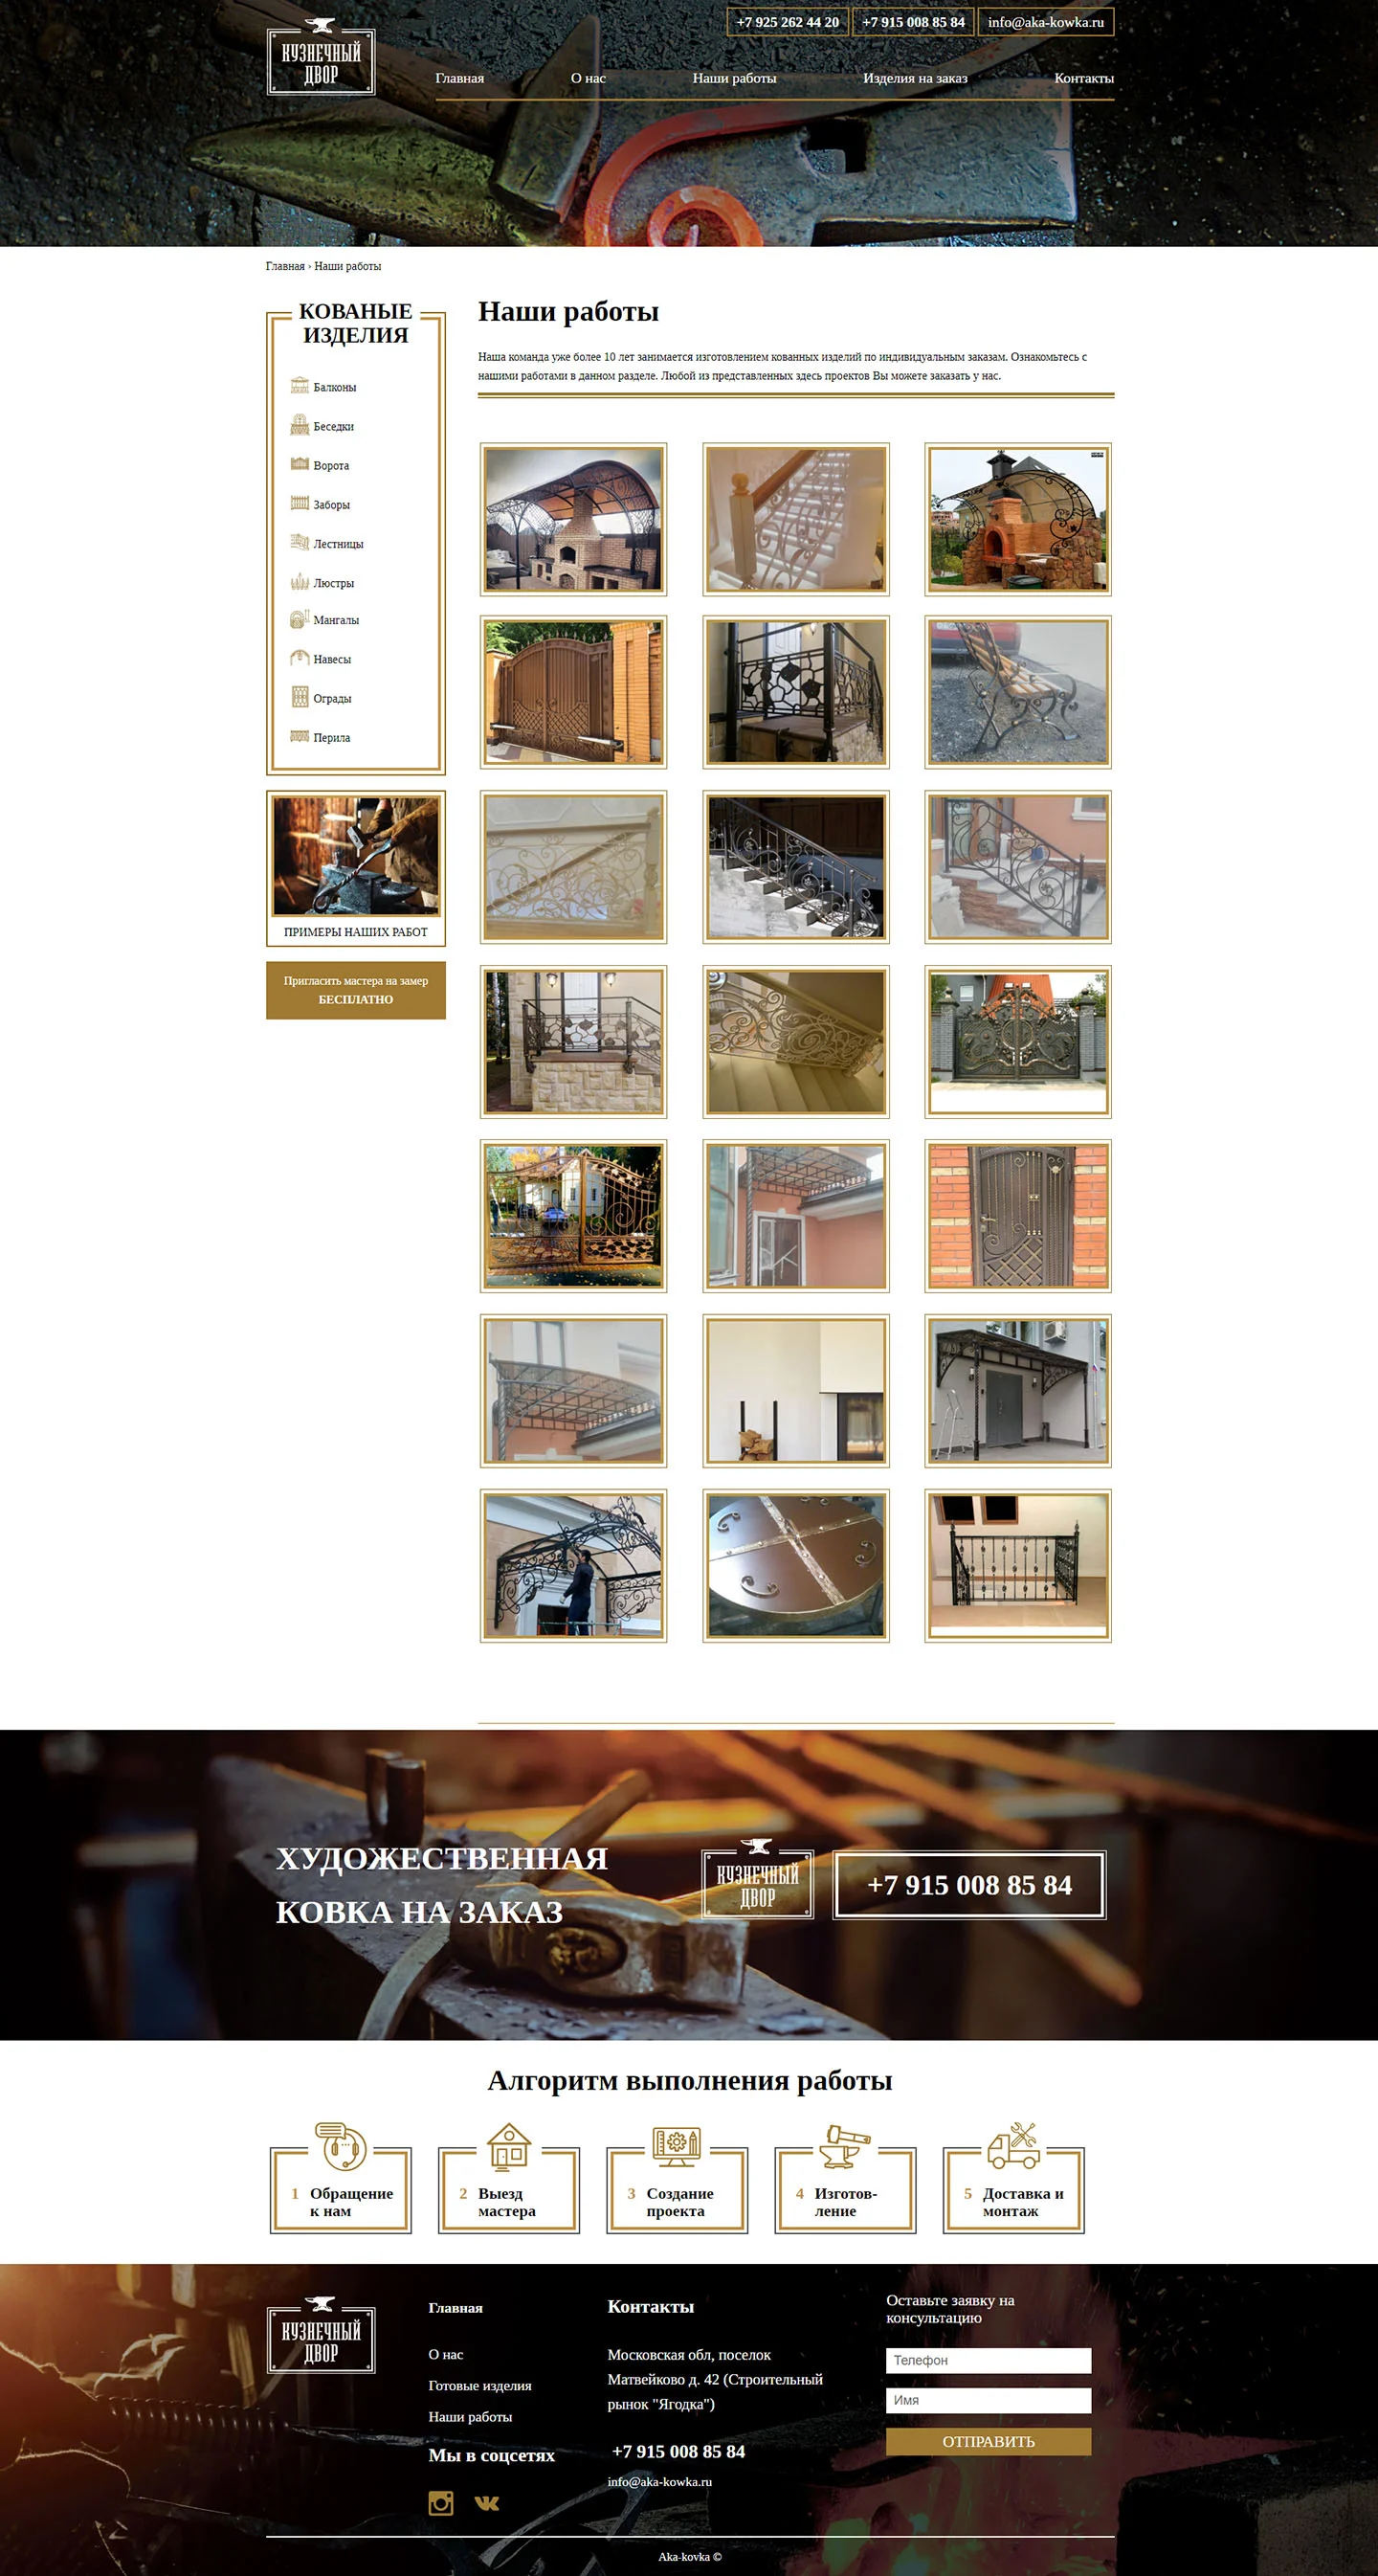 +7 925 262 44 20
+7 915 008 85 84
info@aka-kowka.ru
КУЗНЕЧНЫЙ
ДВОР
Главная
О нас
Наши работы
Изделия на заказ
Контакты
Главная › Наши работы
КОВАНЫЕ
ИЗДЕЛИЯ
Балконы
Беседки
Ворота
Заборы
Лестницы
Люстры
Мангалы
Навесы
Ограды
Перила
ПРИМЕРЫ НАШИХ РАБОТ
Пригласить мастера на замер
БЕСПЛАТНО
Наши работы
Наша команда уже более 10 лет занимается изготовлением кованных изделий по индивидуальным заказам. Ознакомьтесь с
нашими работами в данном разделе. Любой из представленных здесь проектов Вы можете заказать у нас.
ХУДОЖЕСТВЕННАЯ
КОВКА НА ЗАКАЗ
КУЗНЕЧНЫЙ
ДВОР
+7 915 008 85 84
Алгоритм выполнения работы
1 Обращение
к нам
2 Выезд
мастера
3 Создание
проекта
4 Изготов-
ление
5 Доставка и
монтаж
КУЗНЕЧНЫЙ
ДВОР
Главная
О нас
Готовые изделия
Наши работы
Мы в соцсетях
Контакты
Московская обл, поселок
Матвейково д. 42 (Строительный
рынок "Ягодка")
+7 915 008 85 84
info@aka-kowka.ru
Оставьте заявку на
консультацию
Телефон
Имя
ОТПРАВИТЬ
Aka-kovka ©